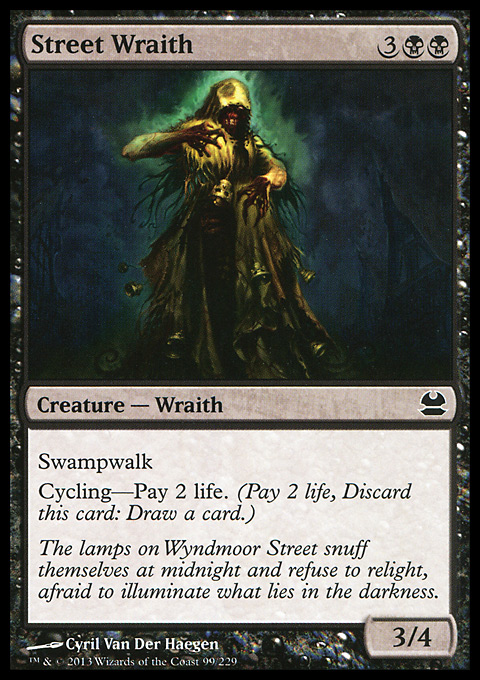 Street Wraith 3
Creature — Wraith
Swampwalk
Cycling—Pay 2 life. (Pay 2 life, Discard
this card: Draw a card.)
The lamps on Wyndmoor Street snuff
themselves at midnight and refuse to relight,
afraid to illuminate what lies in the darkness.
Cyril Van Der Haegen
3/4
™ & © 2013 Wizards of the Coast 99/229